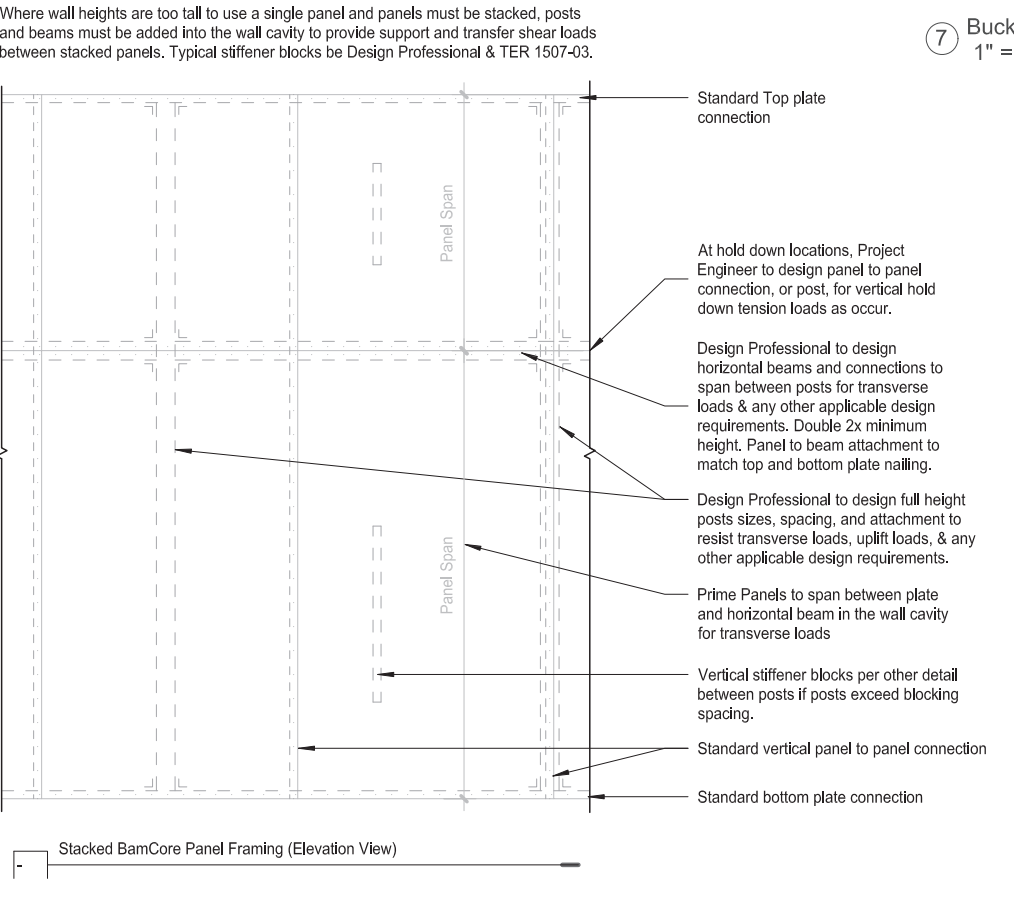 Where wall heights are too tall to use a single panel and panels must be stacked, posts
and beams must be added into the wall cavity to provide support and transfer shear loads
between stacked panels. Typical stiffener blocks be Design Professional & TER 1507-03.
7
Buck
1" =
Standard Top plate
connection
Panel Span
At hold down locations, Project
Engineer to design panel to panel
connection, or post, for vertical hold
down tension loads as occur.
Design Professional to design
horizontal beams and connections to
span between posts for transverse
loads & any other applicable design
requirements. Double 2x minimum
height. Panel to beam attachment to
match top and bottom plate nailing.
Design Professional to design full height
posts sizes, spacing, and attachment to
resist transverse loads, uplift loads, & any
other applicable design requirements.
Panel Span
Prime Panels to span between plate
and horizontal beam in the wall cavity
for transverse loads
Vertical stiffener blocks per other detail
between posts if posts exceed blocking
spacing.
Standard vertical panel to panel connection
Standard bottom plate connection
Stacked BamCore Panel Framing (Elevation View)
-